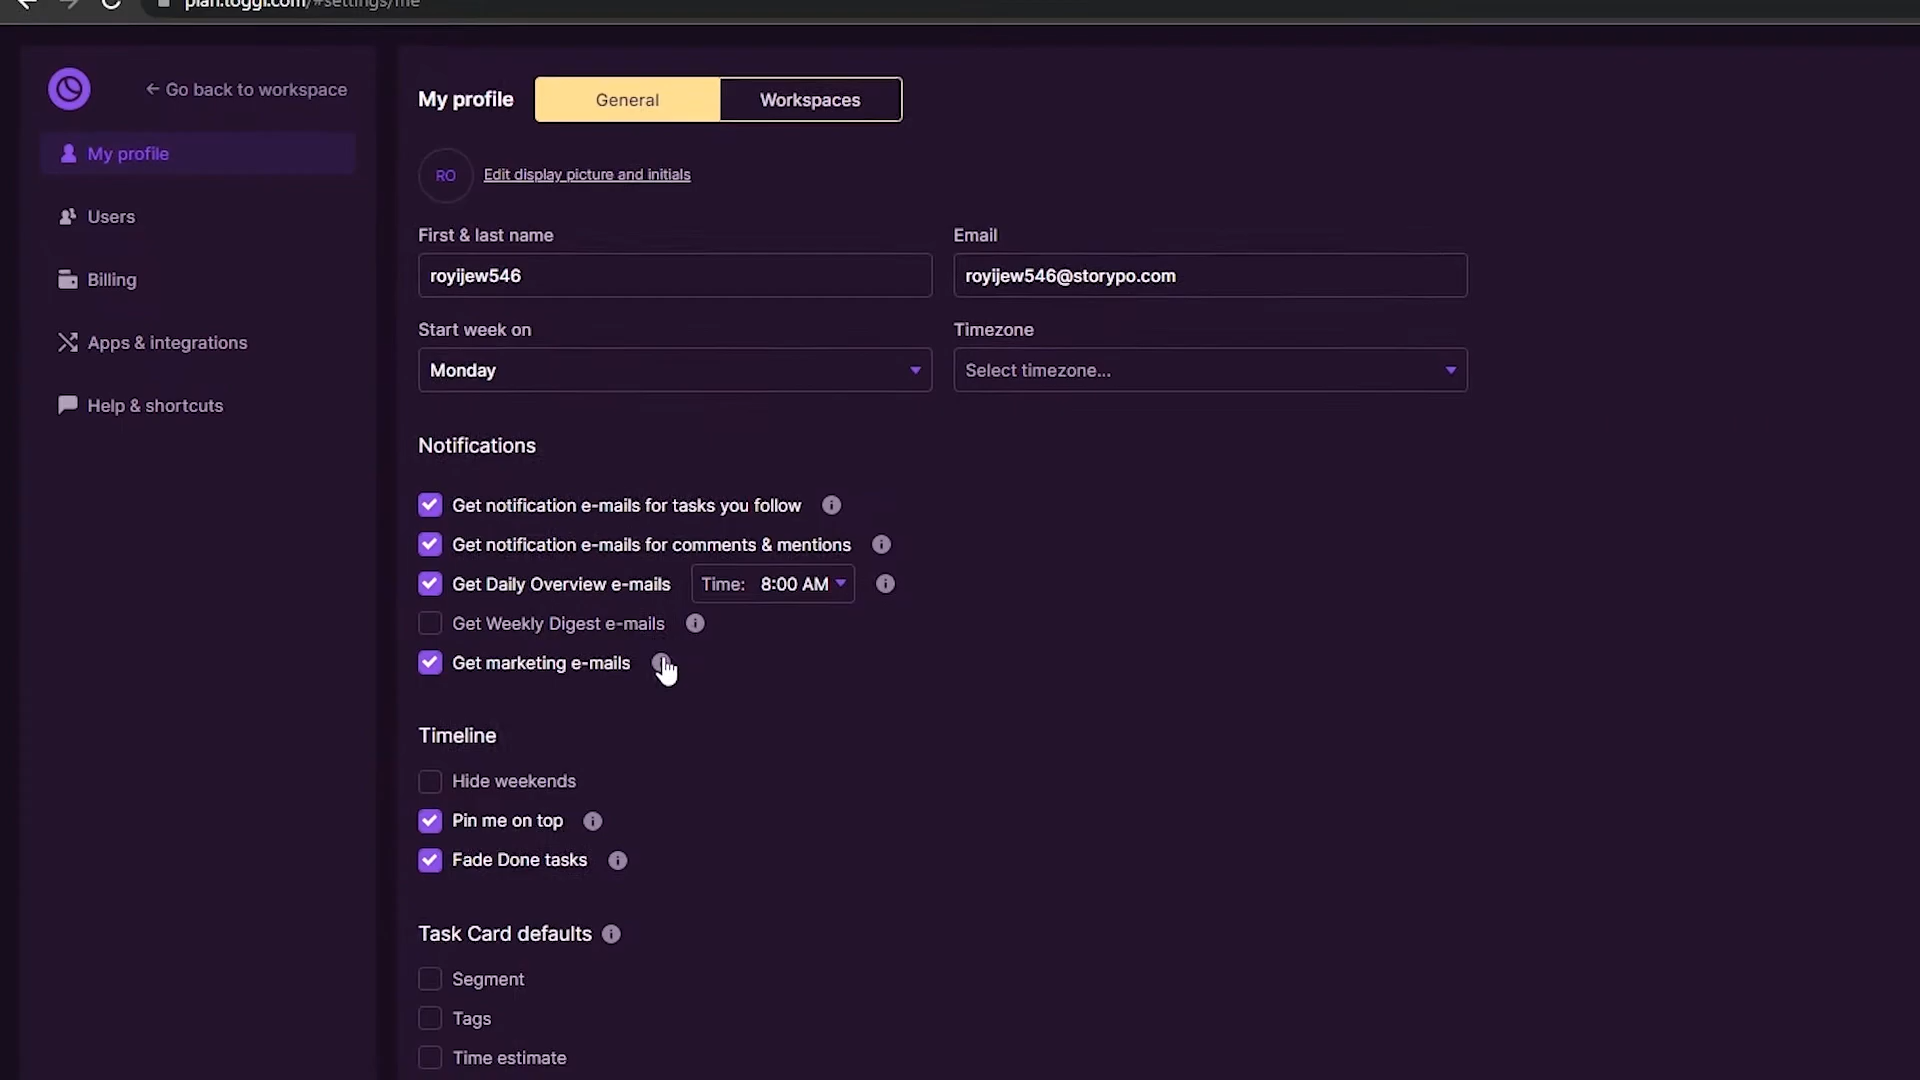 plan.toggl.com/#settings/me
← Go back to workspace
My profile
Users
Billing
Apps & integrations
Help & shortcuts
My profile
General
Workspaces
RO
Edit display picture and initials
First & last name
Email
royijew546
royijew546@storypo.com
Start week on
Timezone
Monday
Select timezone...
Notifications
Get notification e-mails for tasks you follow
Get notification e-mails for comments & mentions
Get Daily Overview e-mails
Time: 8:00 AM
Get Weekly Digest e-mails
Get marketing e-mails
Timeline
Hide weekends
Pin me on top
Fade Done tasks
Task Card defaults
Segment
Tags
Time estimate